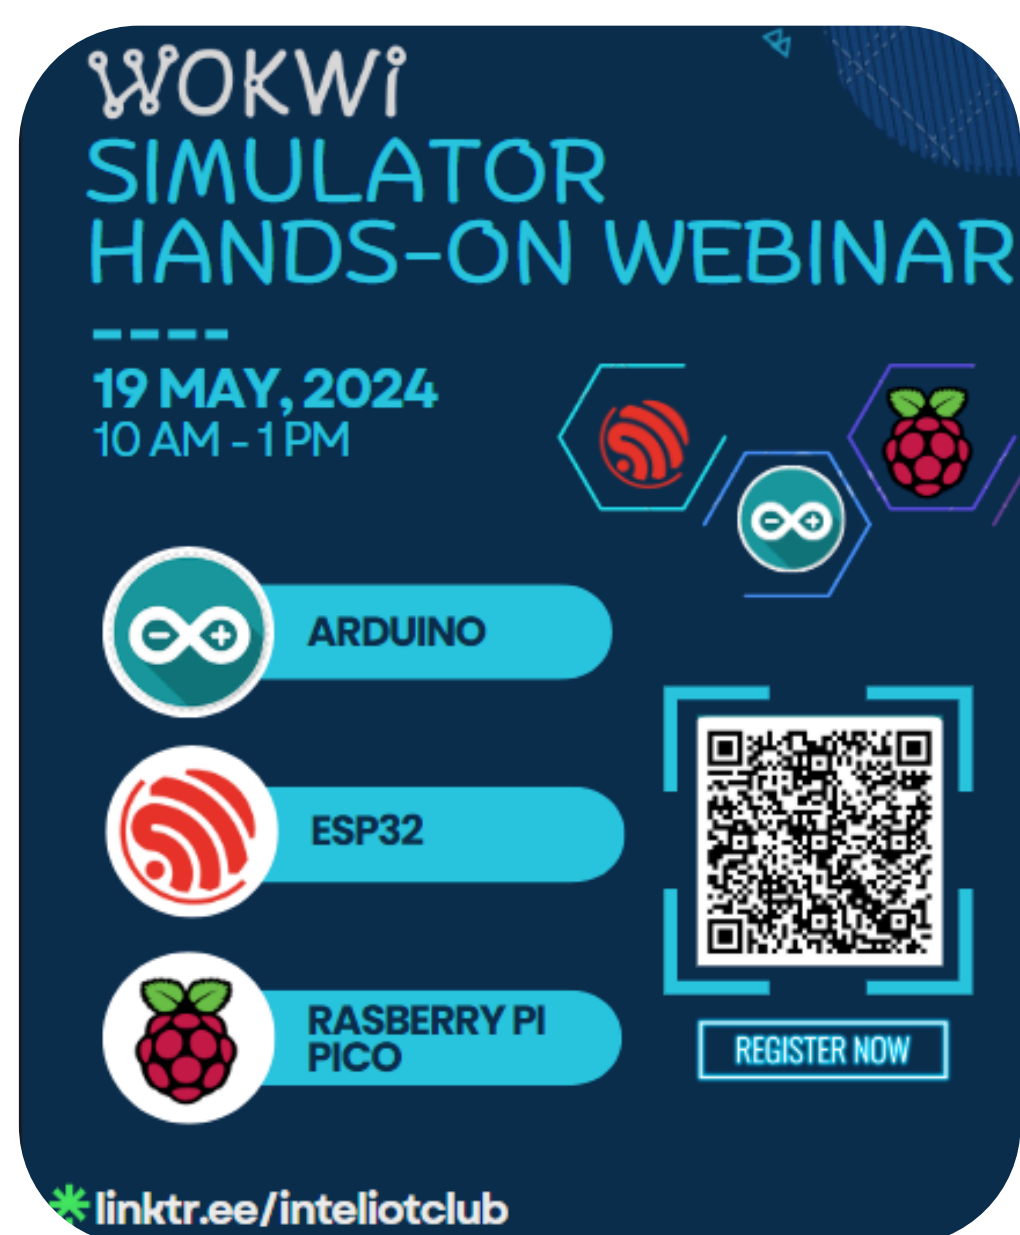 WOKWi
SIMULATOR
HANDS-ON WEBINAR
19 MAY, 2024
10 AM - 1 PM
ARDUINO
ESP32
RASBERRY PI
PICO
REGISTER NOW
linktr.ee/inteliotclub